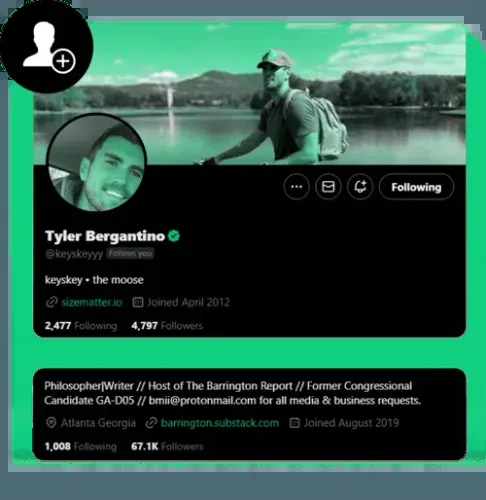 Following
Tyler Bergantino
@keyskeyyy Follows you
keyskey • the moose
sizematter.io Joined April 2012
2,477 Following 4,797 Followers
Philosopher|Writer // Host of The Barrington Report // Former Congressional
Candidate GA-D05 // bmii@protonmail.com for all media & business requests.
Atlanta Georgia barrington.substack.com Joined August 2019
1,008 Following 67.1K Followers